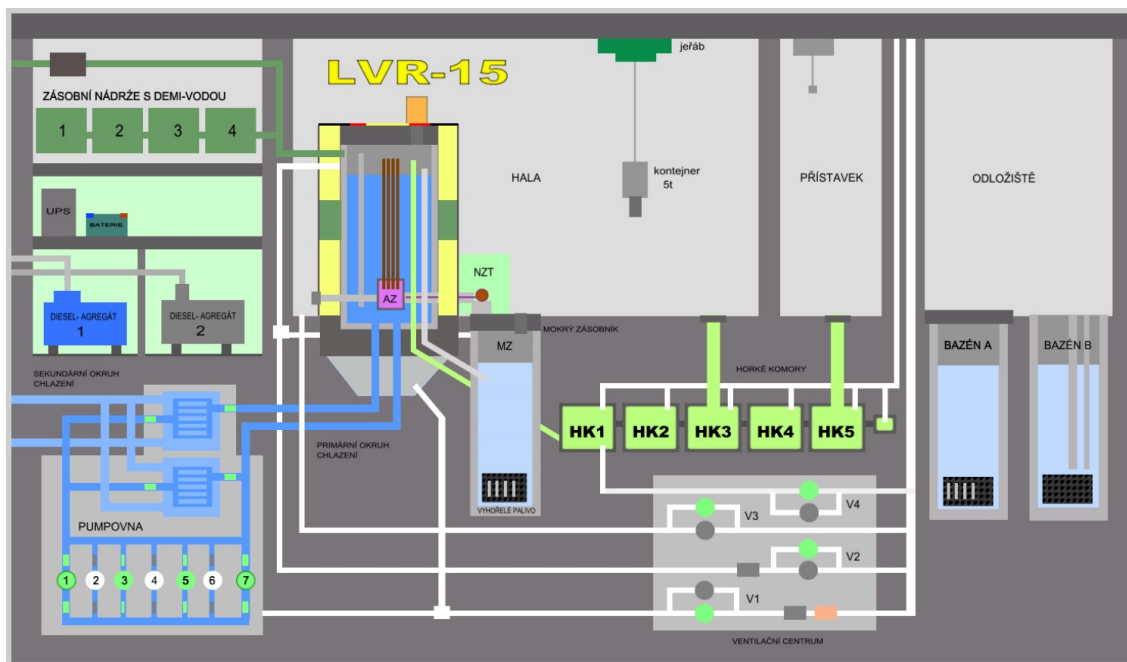 LVR-15
jeřáb
ZÁSOBNÍ NÁDRŽE S DEMI-VODOU
1 2 3 4
HALA
kontejner
5t
PŘÍSTAVEK
ODLOŽIŠTĚ
UPS
BATERIE
NZT
AZ
DIESEL- AGREGÁT
1
DIESEL- AGREGÁT
2
MOKRÝ ZÁSOBNÍK
MZ
BAZÉN A
BAZÉN B
SEKUNDÁRNÍ OKRUH
CHLAZENÍ
HORKÉ KOMORY
HK1 HK2 HK3 HK4 HK5
PRIMÁRNÍ OKRUH
CHLAZENÍ
VYHOŘELÉ PALIVO
PUMPOVNA
V3
V4
V2
V1
1 2 3 4 5 6 7
VENTILAČNÍ CENTRUM